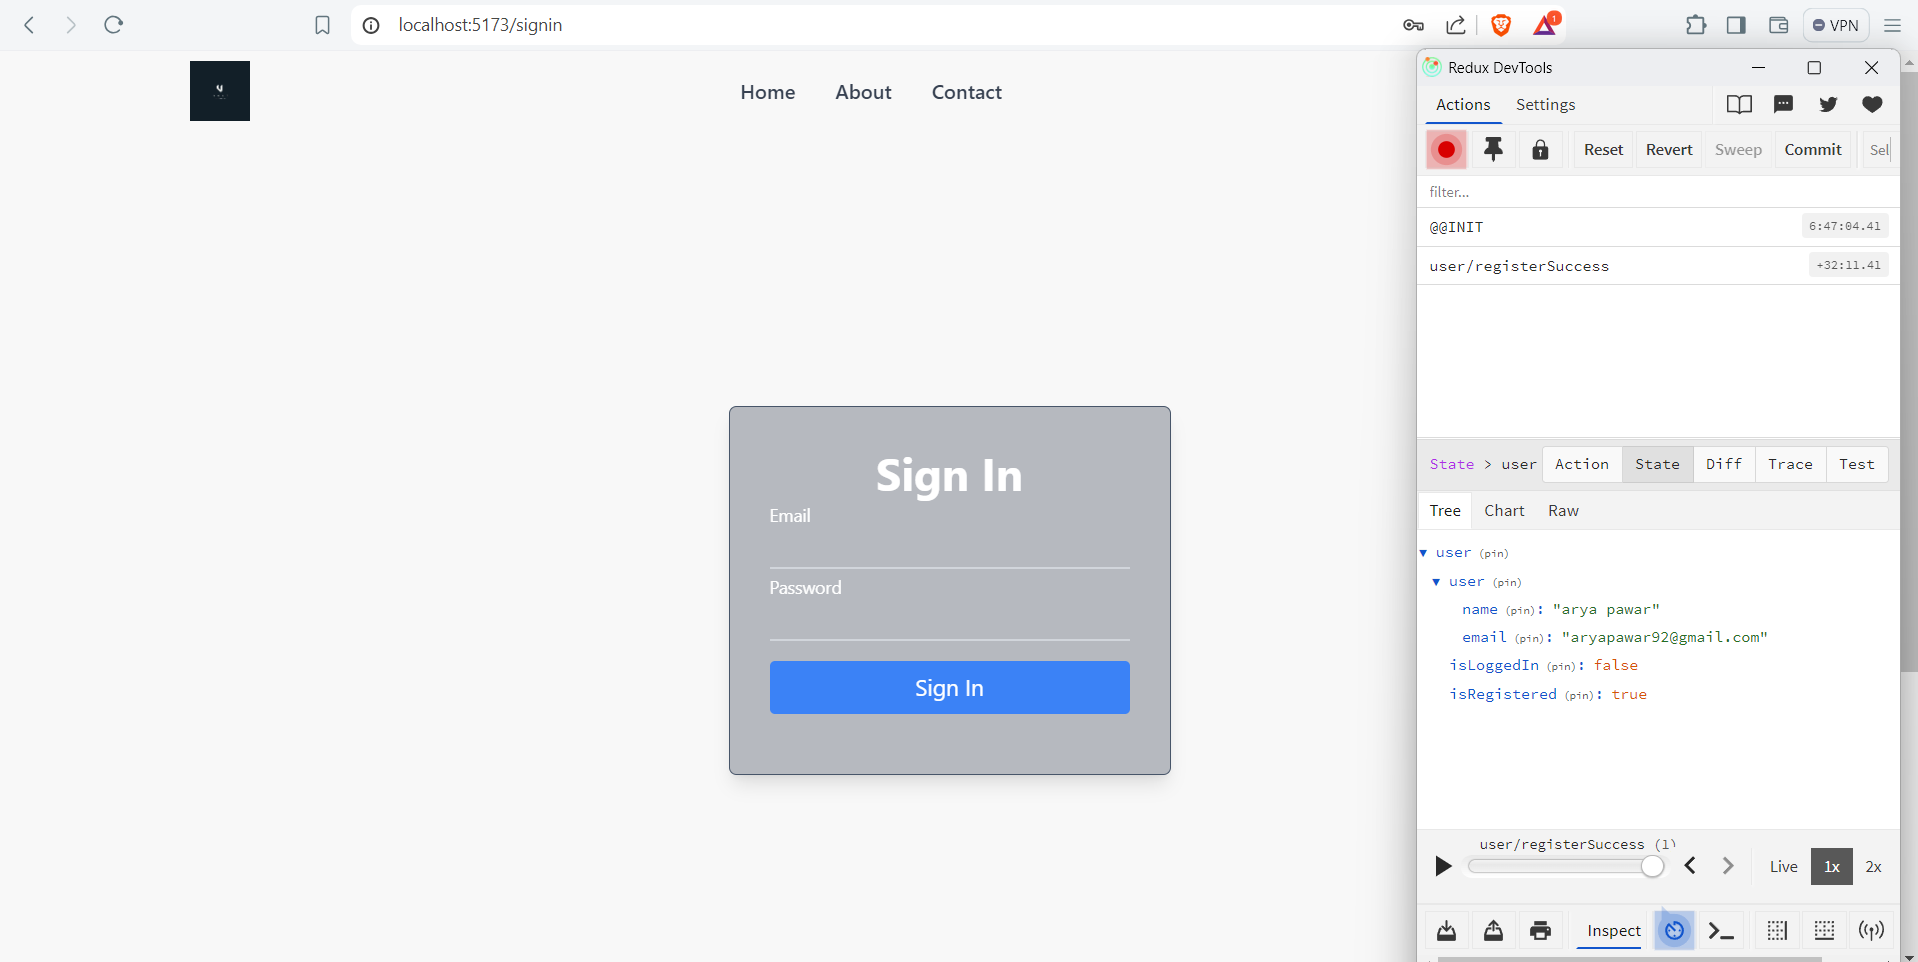 localhost:5173/signin
1
VPN
Home About Contact
Redux DevTools
Actions Settings
Reset Revert Sweep Commit Sel
filter...
@@INIT 6:47:04.41
user/registerSuccess +32:11.41
State > user Action State Diff Trace Test
Tree Chart Raw
user (pin)
user (pin)
name (pin): "arya pawar"
email (pin): "aryapawar92@gmail.com"
isLoggedIn (pin): false
isRegistered (pin): true
user/registerSuccess (1)
Live 1x 2x
Inspect
Sign In
Email
Password
Sign In